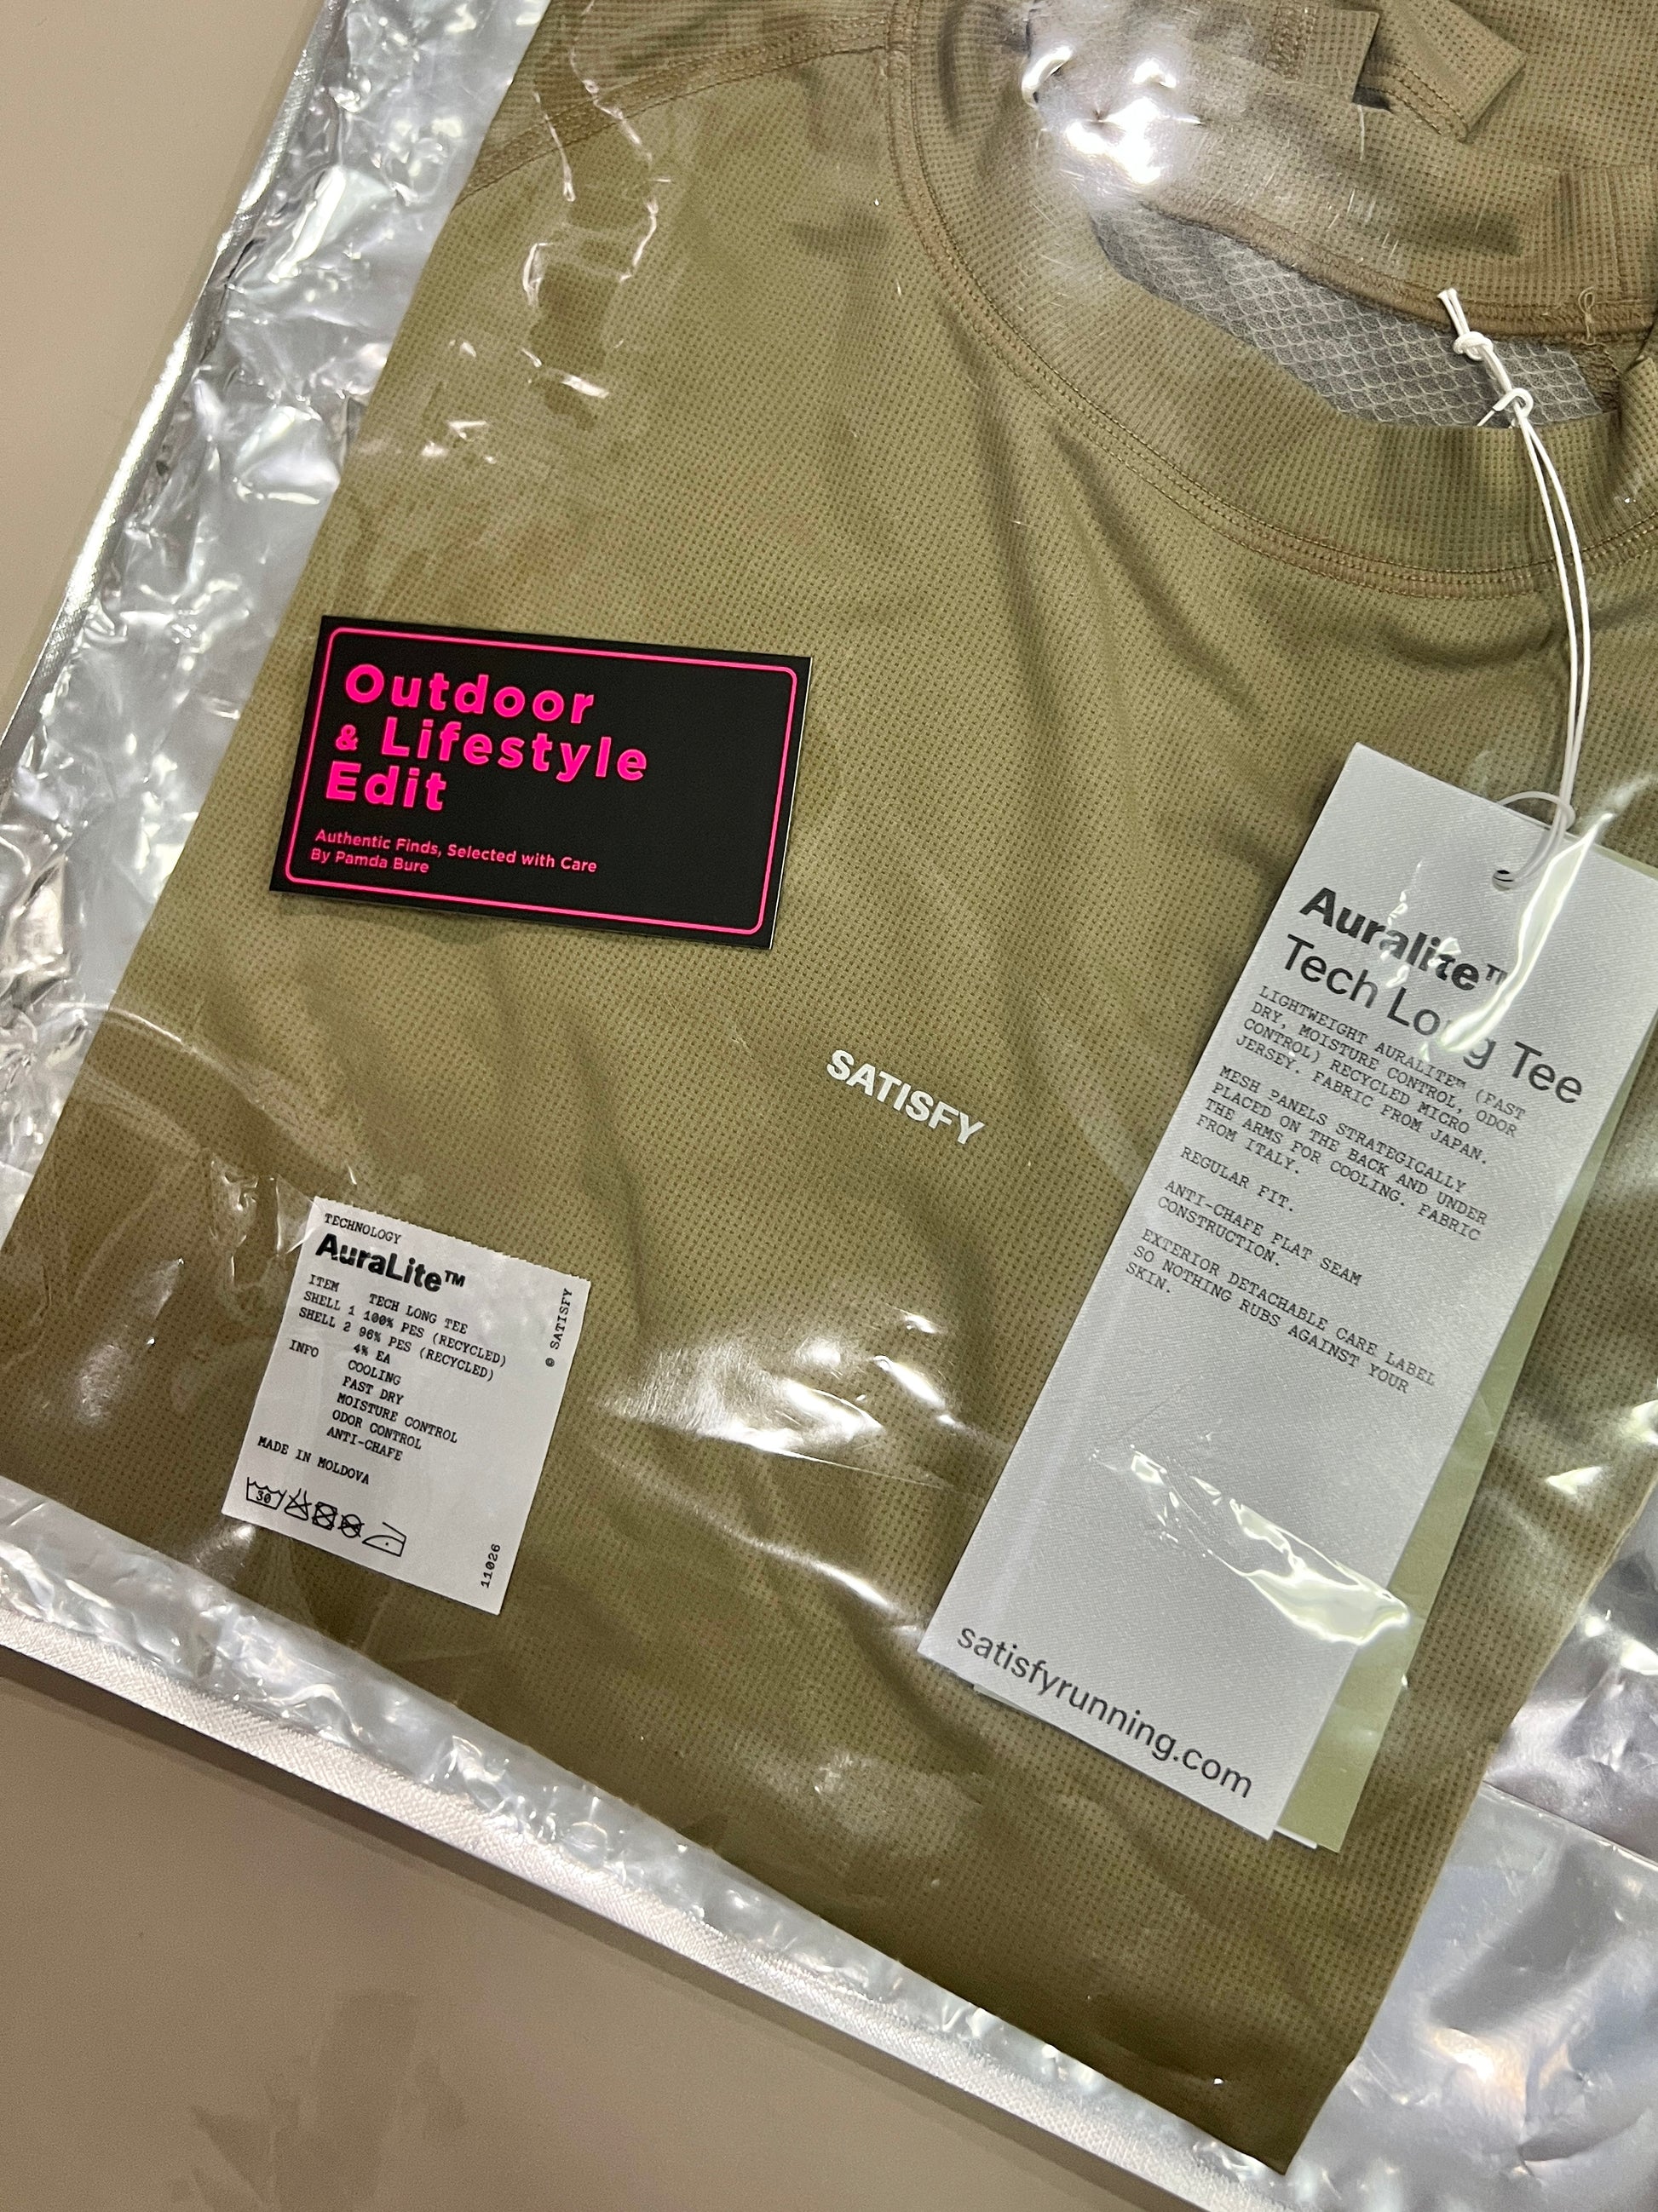 Outdoor
& Lifestyle
Edit
Authentic Finds, Selected with Care
By Pamda Bure
SATISFY
Auralite™
Tech Long Tee
LIGHTWEIGHT AURALITE™ (FAST
DRY, MOISTURE CONTROL, ODOR
CONTROL) RECYCLED MICRO
JERSEY. FABRIC FROM JAPAN.
MESH PANELS STRATEGICALLY
PLACED ON THE BACK AND UNDER
THE ARMS FOR COOLING. FABRIC
FROM ITALY.
REGULAR FIT.
ANTI-CHAFE FLAT SEAM
CONSTRUCTION.
EXTERIOR DETACHABLE CARE LABEL
SO NOTHING RUBS AGAINST YOUR
SKIN.
satisfyrunning.com
TECHNOLOGY
AuraLite™
ITEM TECH LONG TEE
SHELL 1 100% PES (RECYCLED)
SHELL 2 96% PES (RECYCLED)
4% EA
INFO COOLING
FAST DRY
MOISTURE CONTROL
ODOR CONTROL
ANTI-CHAFE
MADE IN MOLDOVA
30
© SATISFY
11026